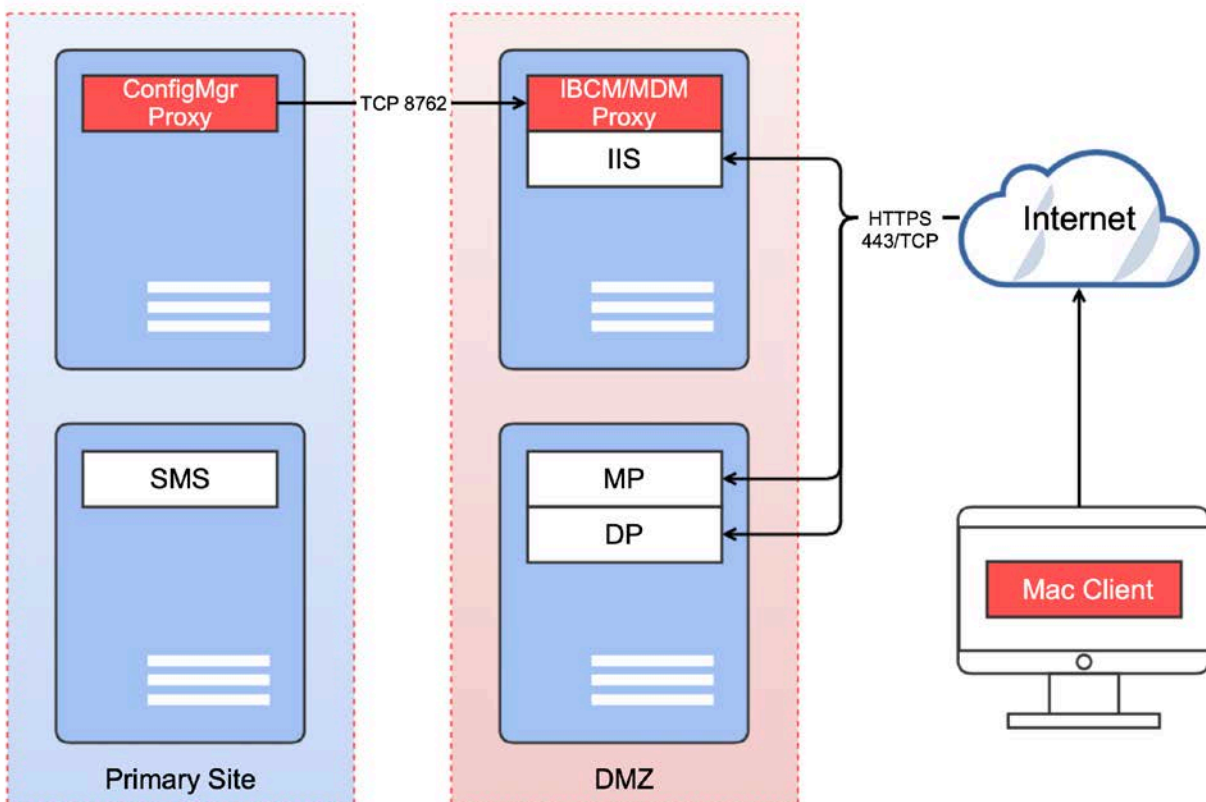 ConfigMgr
Proxy
TCP 8762
IBCM/MDM
Proxy
IIS
HTTPS
443/TCP
Internet
SMS
MP
DP
Mac Client
Primary Site
DMZ